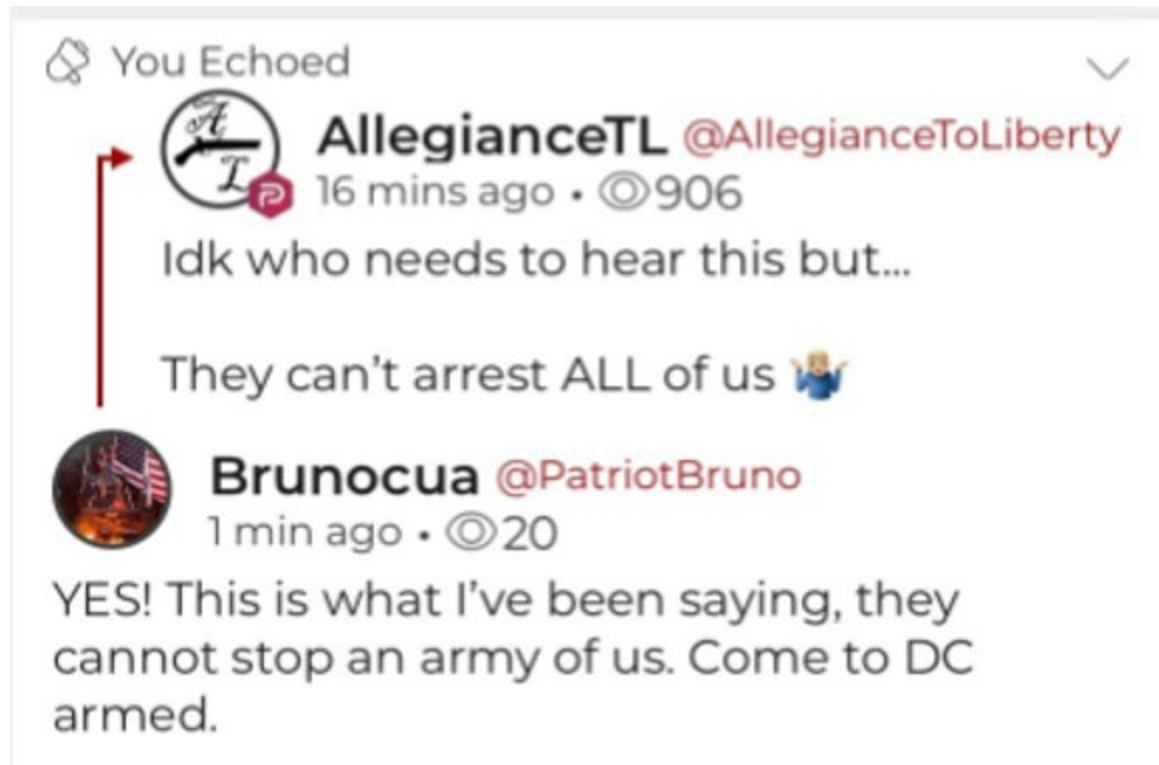 You Echoed
AllegianceTL @AllegianceToLiberty
16 mins ago • 906
Idk who needs to hear this but...
They can't arrest ALL of us 🤷🏼‍♂️
Brunocua @PatriotBruno
1 min ago • 20
YES! This is what I've been saying, they
cannot stop an army of us. Come to DC
armed.